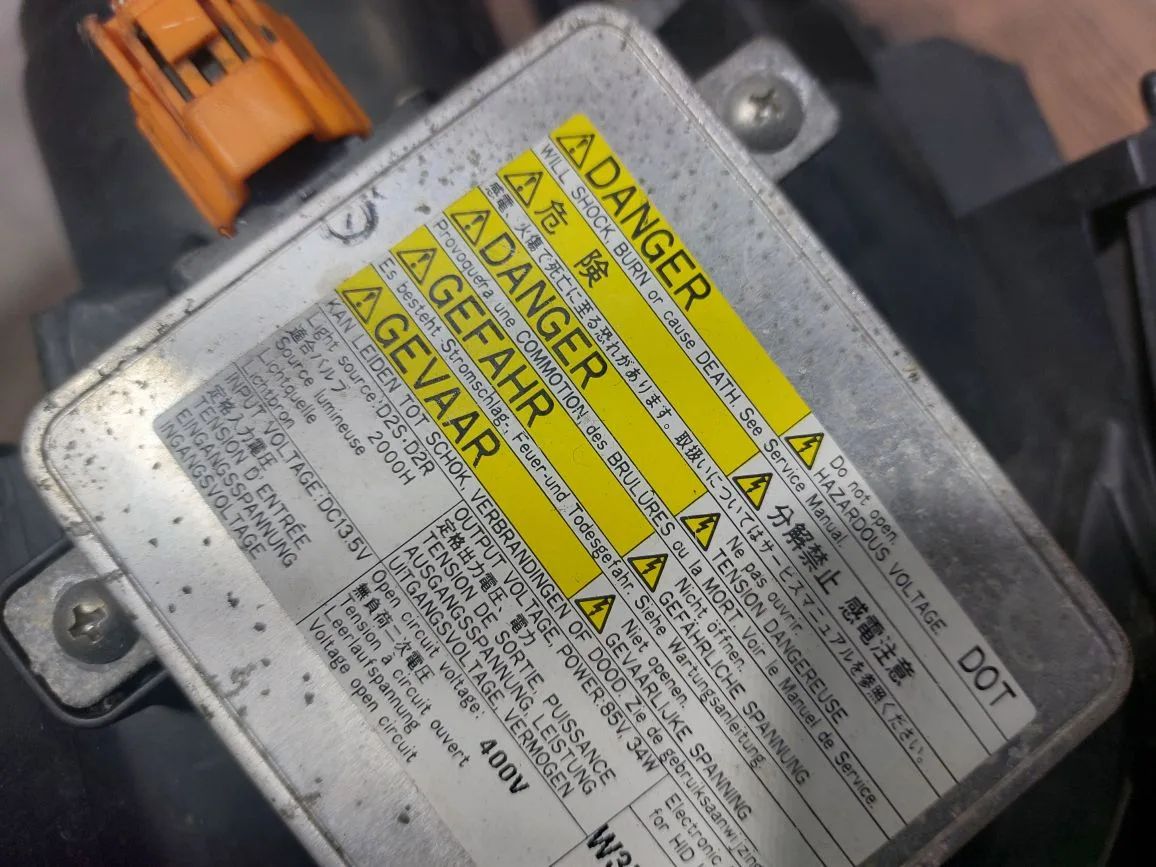 DANGER
WILL SHOCK, BURN or cause DEATH. See Service Manual.
Do not open.
HAZARDOUS VOLTAGE.
危険
感電、火傷で死亡に至る恐れがあります。取扱いについてはサービスマニュアルを参照ください。
分解禁止 感電注意
DANGER
Provoquera une COMMOTION des BRULÛRES ou la MORT Voir le Manuel de Service.
Ne pas ouvrir.
TENSION DANGEREUSE
GEFAHR
Es besteht Stromschlag, Feuer-und Todesgefahr. Siehe Wartungsanleitung.
Nicht öffnen.
GEFÄHRLICHE SPANNUNG
GEVAAR
KAN LEIDEN TOT SCHOK, VERBRANDINGEN OF DOOD. Zie de gebruiksaanwijzing
Niet openen.
GEVAARLIJKE SPANNING
DOT
Light source:D2S,D2R
適合バルブ
Source lumineuse 2000H
Luchtquelle
Lichtbron
INPUT VOLTAGE:DC13.5V
定格入力電圧
TENSION D' ENTRÉE
EINGANGSSPANNUNG
INGANGSVOLTAGE
OUTPUT VOLTAGE, POWER:85V, 34W
定格出力電圧、電力
TENSION DE SORTE, PUISSANCE
AUSGANGSSPANNUNG, LEISTUNG
UITGANGSVOLTAGE, VERMOGEN
Open circuit voltage:
無負荷二次電圧 400V
Tension à circuit ouvert
Leerlaufspannung
Voltage open circuit
Electronic
for HID
W3